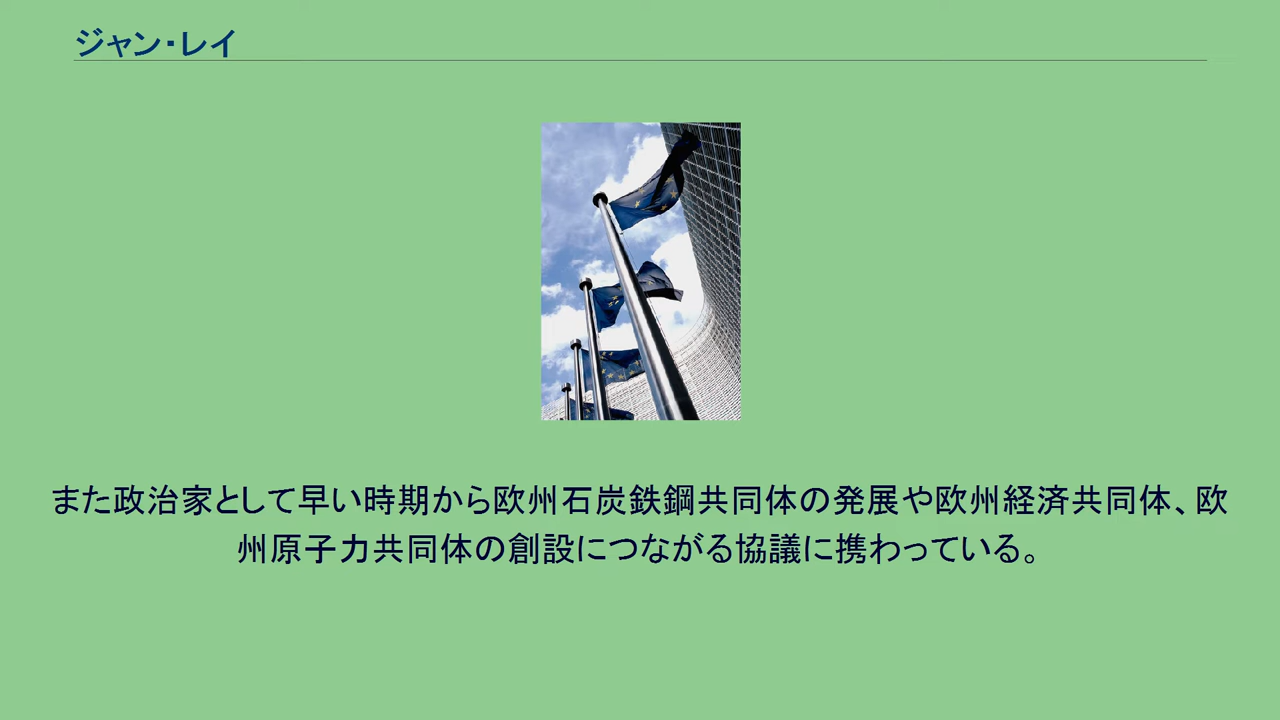 ジャン・レイ
また政治家として早い時期から欧州石炭鉄鋼共同体の発展や欧州経済共同体、欧
州原子力共同体の創設につながる協議に携わっている。